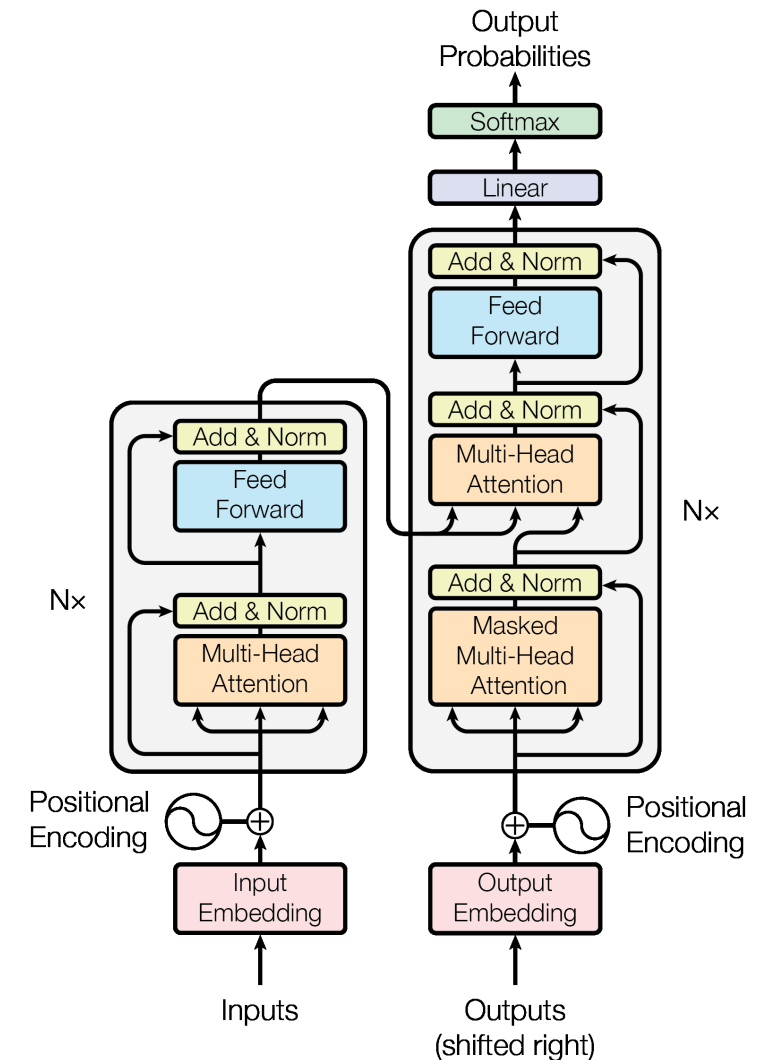 Output
Probabilities
Softmax
Linear
Add & Norm
Feed
Forward
Add & Norm
Multi-Head
Attention
Add & Norm
Masked
Multi-Head
Attention
N×
Add & Norm
Feed
Forward
Add & Norm
Multi-Head
Attention
N×
Positional
Encoding
Positional
Encoding
Input
Embedding
Output
Embedding
Inputs
Outputs
(shifted right)